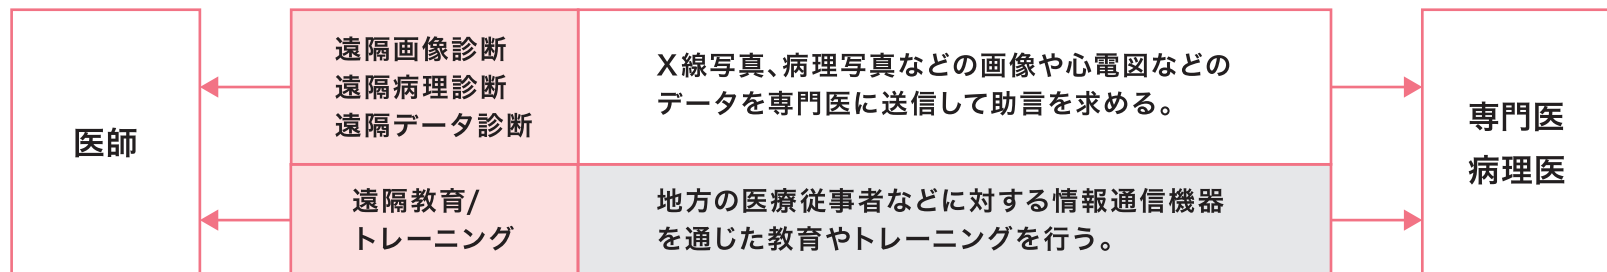 医師
遠隔画像診断
遠隔病理診断
遠隔データ診断
X線写真、病理写真などの画像や心電図などの
データを専門医に送信して助言を求める。
遠隔教育/
トレーニング
地方の医療従事者などに対する情報通信機器
を通じた教育やトレーニングを行う。
専門医
病理医